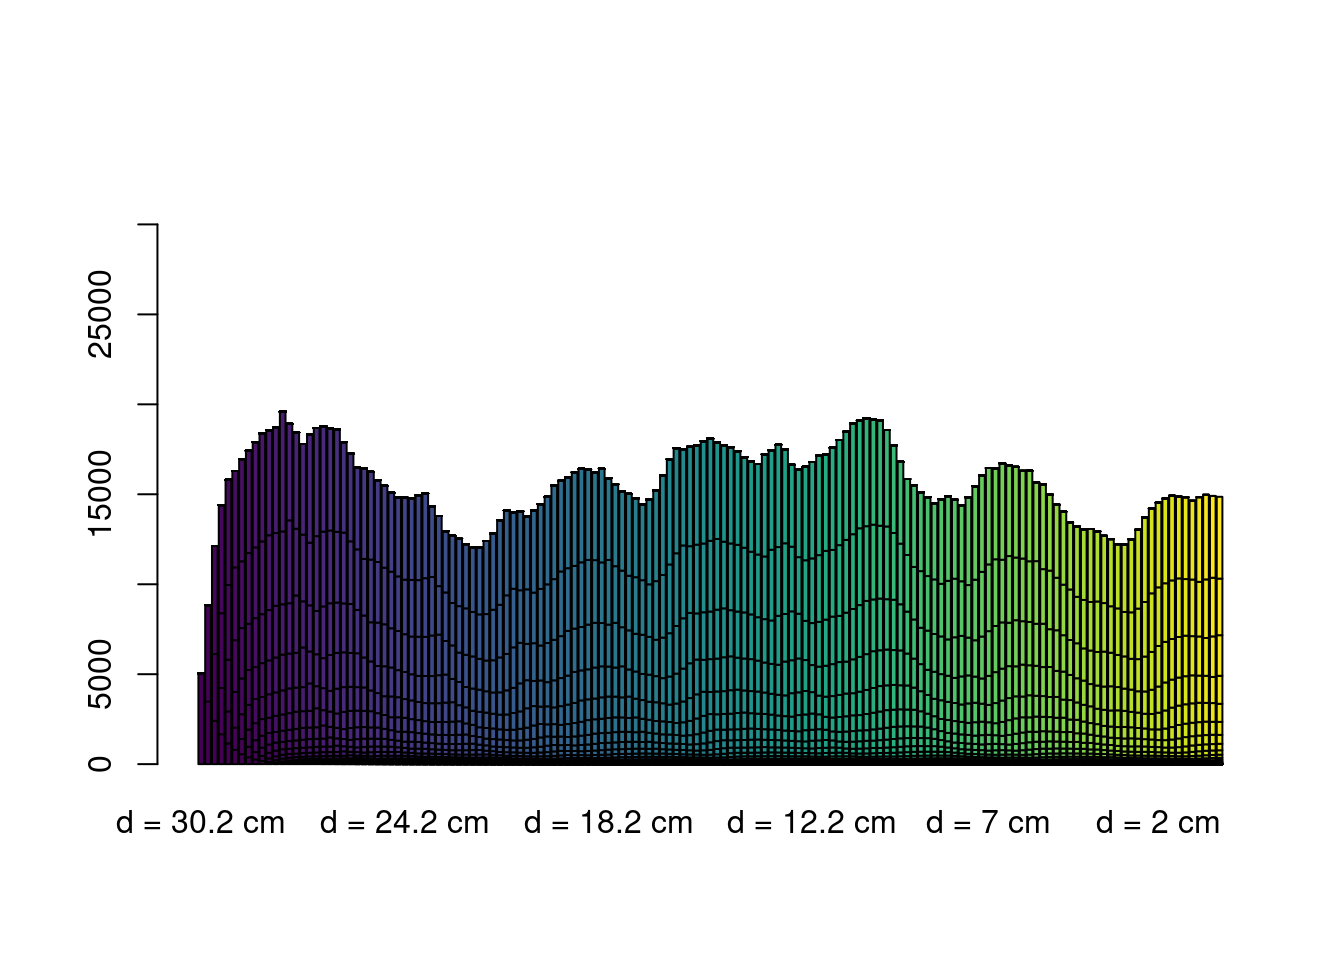 25000
15000
5000
0
d = 30.2 cm d = 24.2 cm d = 18.2 cm d = 12.2 cm d = 7 cm d = 2 cm